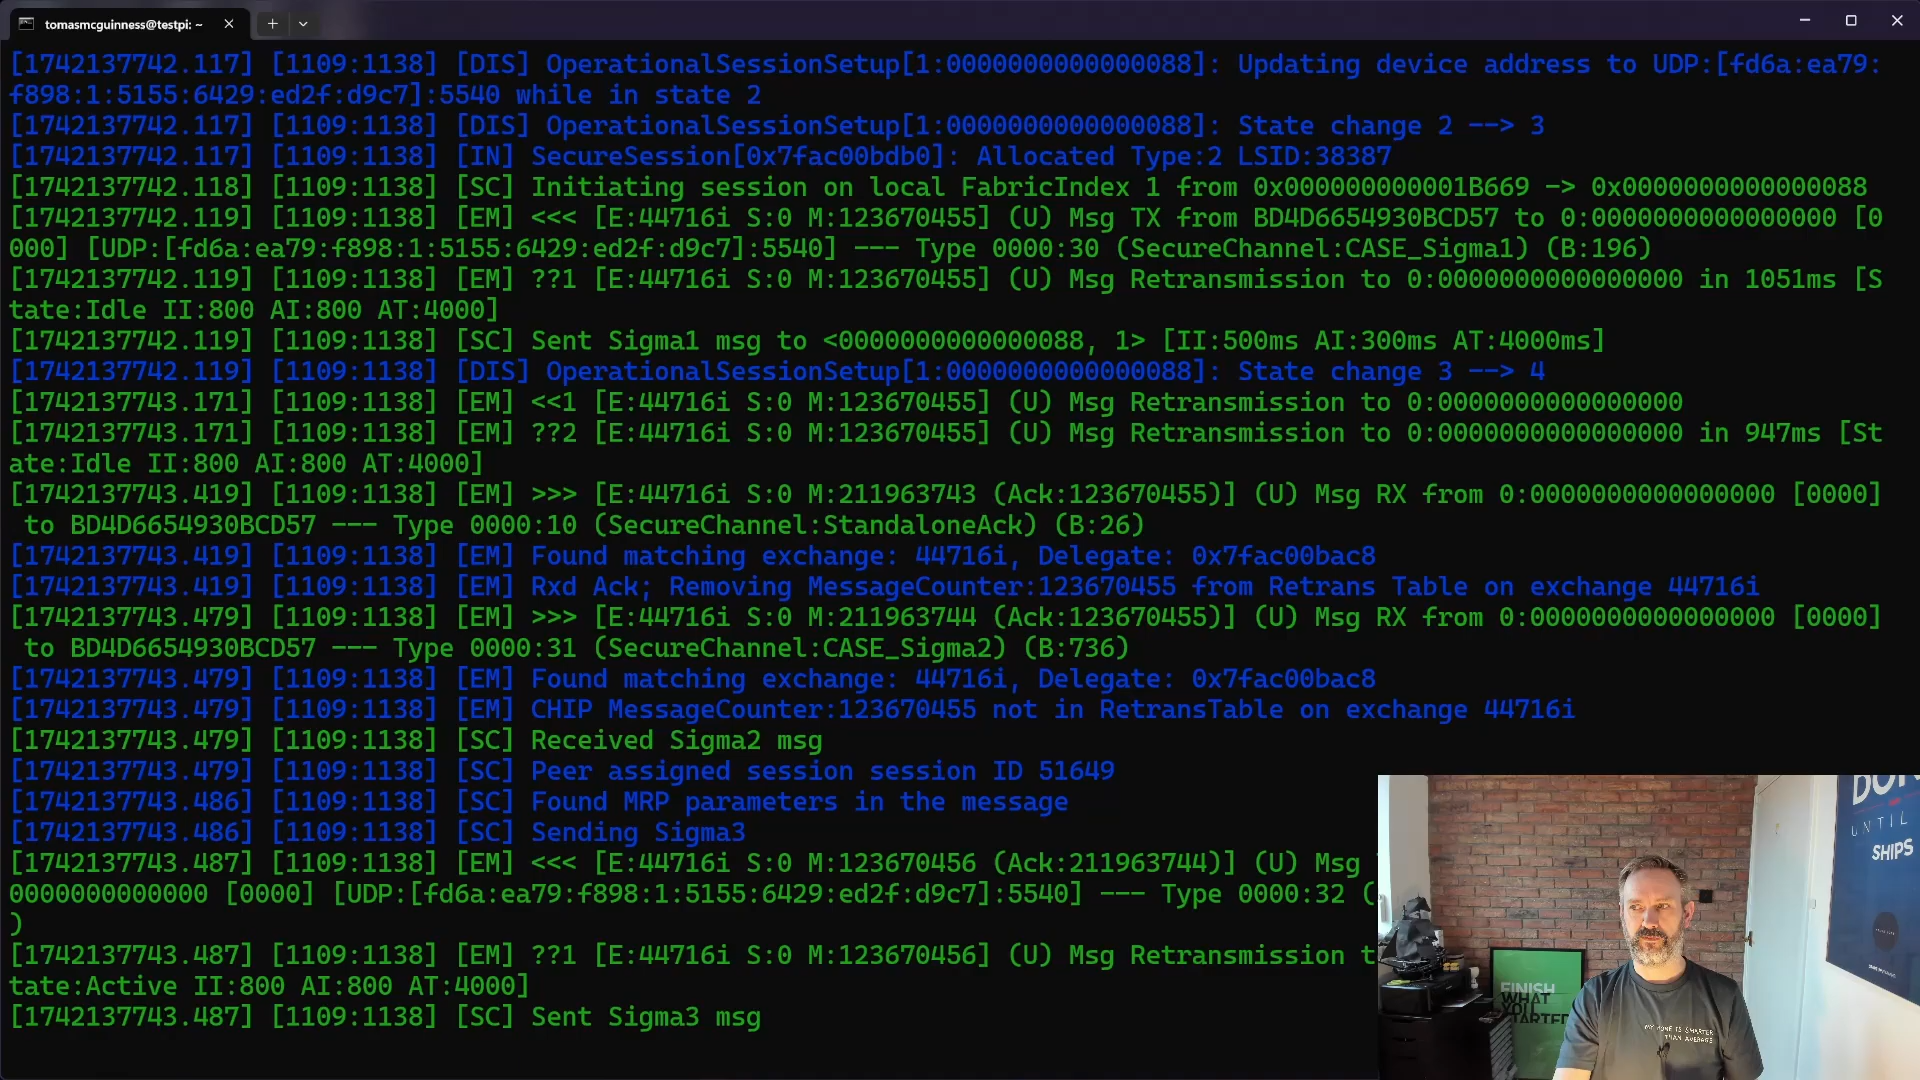 tomasmcguinness@testpi: ~
[1742137742.117] [1109:1138] [DIS] OperationalSessionSetup[1:0000000000000088]: Updating device address to UDP:[fd6a:ea79:
f898:1:5155:6429:ed2f:d9c7]:5540 while in state 2
[1742137742.117] [1109:1138] [DIS] OperationalSessionSetup[1:0000000000000088]: State change 2 --> 3
[1742137742.117] [1109:1138] [IN] SecureSession[0x7fac00bdb0]: Allocated Type:2 LSID:38387
[1742137742.118] [1109:1138] [SC] Initiating session on local FabricIndex 1 from 0x000000000001B669 -> 0x0000000000000088
[1742137742.119] [1109:1138] [EM] <<< [E:44716i S:0 M:123670455] (U) Msg TX from BD4D6654930BCD57 to 0:0000000000000000 [0
000] [UDP:[fd6a:ea79:f898:1:5155:6429:ed2f:d9c7]:5540] --- Type 0000:30 (SecureChannel:CASE_Sigma1) (B:196)
[1742137742.119] [1109:1138] [EM] ??1 [E:44716i S:0 M:123670455] (U) Msg Retransmission to 0:0000000000000000 in 1051ms [S
tate:Idle II:800 AI:800 AT:4000]
[1742137742.119] [1109:1138] [SC] Sent Sigma1 msg to <0000000000000088, 1> [II:500ms AI:300ms AT:4000ms]
[1742137742.119] [1109:1138] [DIS] OperationalSessionSetup[1:0000000000000088]: State change 3 --> 4
[1742137743.171] [1109:1138] [EM] <<1 [E:44716i S:0 M:123670455] (U) Msg Retransmission to 0:0000000000000000
[1742137743.171] [1109:1138] [EM] ??2 [E:44716i S:0 M:123670455] (U) Msg Retransmission to 0:0000000000000000 in 947ms [St
ate:Idle II:800 AI:800 AT:4000]
[1742137743.419] [1109:1138] [EM] >>> [E:44716i S:0 M:211963743 (Ack:123670455)] (U) Msg RX from 0:0000000000000000 [0000]
to BD4D6654930BCD57 --- Type 0000:10 (SecureChannel:StandaloneAck) (B:26)
[1742137743.419] [1109:1138] [EM] Found matching exchange: 44716i, Delegate: 0x7fac00bac8
[1742137743.419] [1109:1138] [EM] Rxd Ack; Removing MessageCounter:123670455 from Retrans Table on exchange 44716i
[1742137743.479] [1109:1138] [EM] >>> [E:44716i S:0 M:211963744 (Ack:123670455)] (U) Msg RX from 0:0000000000000000 [0000]
to BD4D6654930BCD57 --- Type 0000:31 (SecureChannel:CASE_Sigma2) (B:736)
[1742137743.479] [1109:1138] [EM] Found matching exchange: 44716i, Delegate: 0x7fac00bac8
[1742137743.479] [1109:1138] [EM] CHIP MessageCounter:123670455 not in RetransTable on exchange 44716i
[1742137743.479] [1109:1138] [SC] Received Sigma2 msg
[1742137743.479] [1109:1138] [SC] Peer assigned session session ID 51649
[1742137743.486] [1109:1138] [SC] Found MRP parameters in the message
[1742137743.486] [1109:1138] [SC] Sending Sigma3
[1742137743.487] [1109:1138] [EM] <<< [E:44716i S:0 M:123670456 (Ack:211963744)] (U) Msg
0000000000000 [0000] [UDP:[fd6a:ea79:f898:1:5155:6429:ed2f:d9c7]:5540] --- Type 0000:32 (
)
[1742137743.487] [1109:1138] [EM] ??1 [E:44716i S:0 M:123670456] (U) Msg Retransmission t
tate:Active II:800 AI:800 AT:4000]
[1742137743.487] [1109:1138] [SC] Sent Sigma3 msg
UNTIL
SHIPS
FINISH
WHAT
YOU
STARTED
MY HOME IS SMARTER
THAN AVERAGE